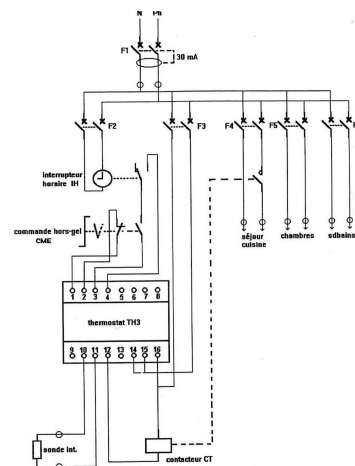 N Ph
F1
30 mA
F2
F3
F4
F5
F
interrupteur
horaire IH
commande hors-gel
CME
séjour
cuisine
chambres
sdbains
1 2 3 4 5 6 7 8
thermostat TH3
9 10 11 12 13 14 15 16
sonde int.
contacteur CT